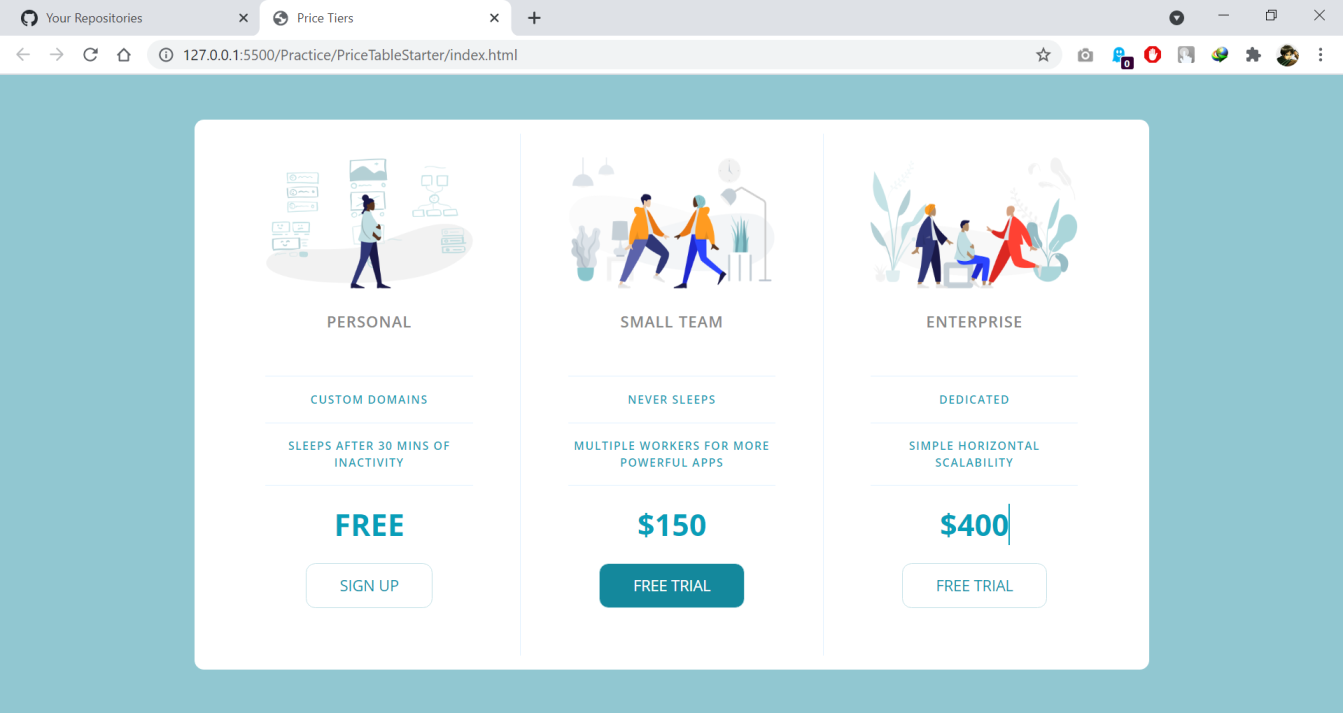 Your Repositories
Price Tiers
127.0.0.1:5500/Practice/PriceTableStarter/index.html
0
PERSONAL
CUSTOM DOMAINS
SLEEPS AFTER 30 MINS OF
INACTIVITY
FREE
SIGN UP
SMALL TEAM
NEVER SLEEPS
MULTIPLE WORKERS FOR MORE
POWERFUL APPS
$150
FREE TRIAL
ENTERPRISE
DEDICATED
SIMPLE HORIZONTAL
SCALABILITY
$400
FREE TRIAL